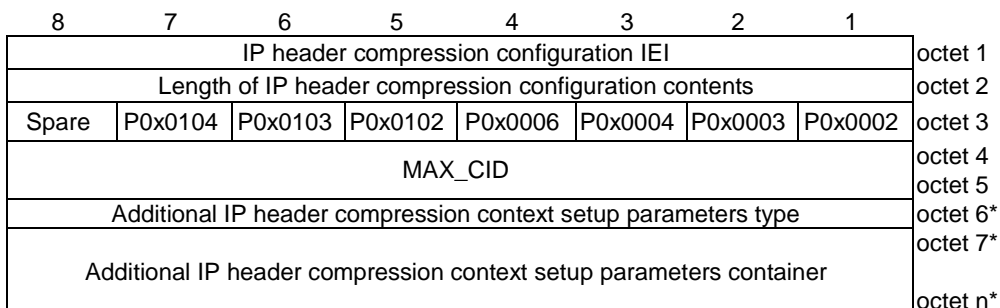 8 7 6 5 4 3 2 1
IP header compression configuration IEI octet 1
Length of IP header compression configuration contents octet 2
Spare P0x0104 P0x0103 P0x0102 P0x0006 P0x0004 P0x0003 P0x0002 octet 3
MAX_CID octet 4
octet 5
Additional IP header compression context setup parameters type octet 6*
octet 7*
Additional IP header compression context setup parameters container
octet n*